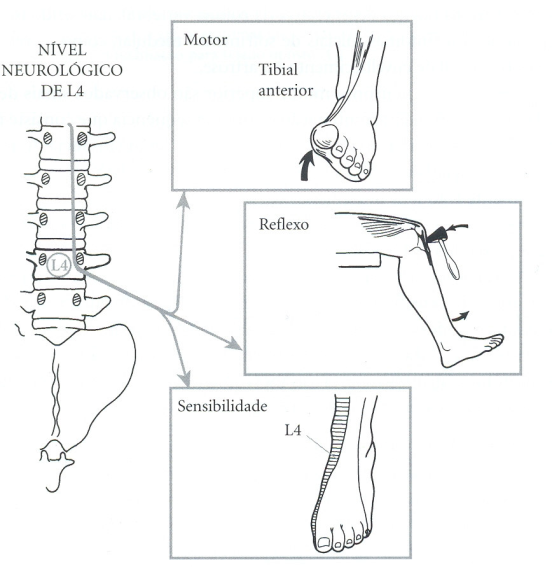 NÍVEL
NEUROLÓGICO
DE L4
L4
Motor
Tibial
anterior
Reflexo
Sensibilidade
L4